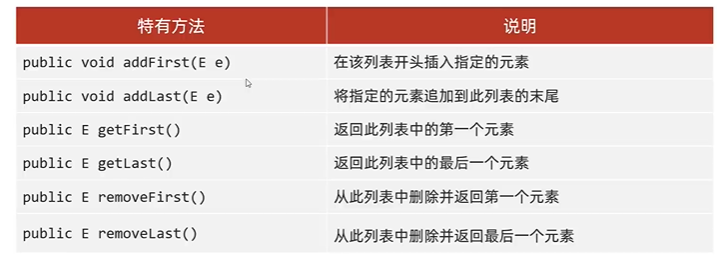 特有方法 说明
public void addFirst(E e) 在该列表开头插入指定的元素
public void addLast(E e) 将指定的元素追加到此列表的末尾
public E getFirst() 返回此列表中的第一个元素
public E getLast() 返回此列表中的最后一个元素
public E removeFirst() 从此列表中删除并返回第一个元素
public E removeLast() 从此列表中删除并返回最后一个元素